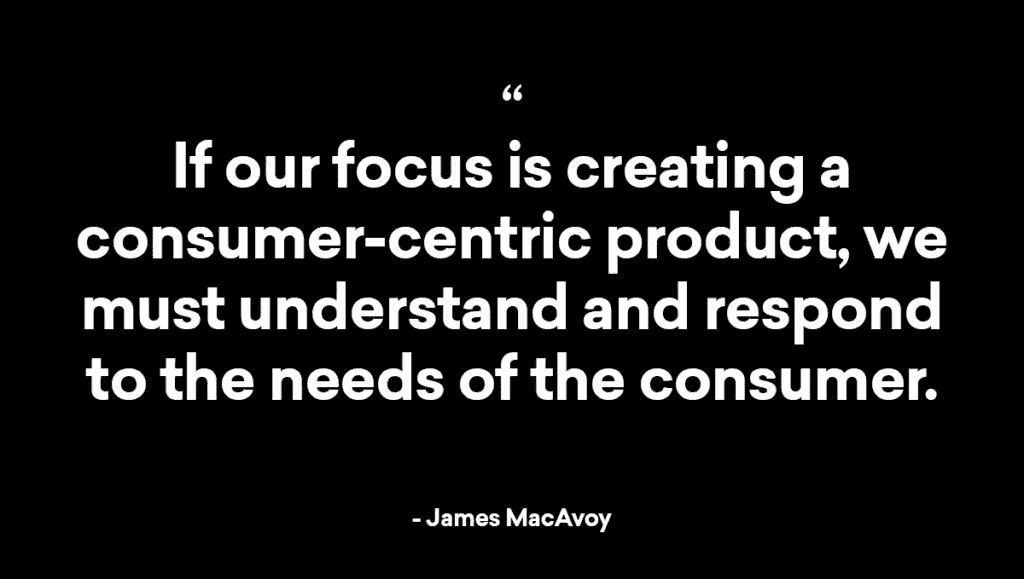 “
If our focus is creating a
consumer-centric product, we
must understand and respond
to the needs of the consumer.
- James MacAvoy